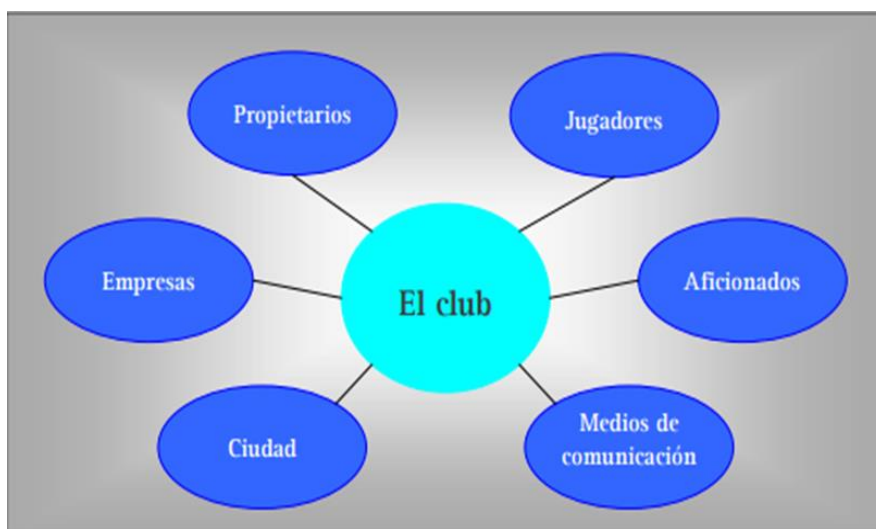 Propietarios
Jugadores
Empresas
El club
Aficionados
Ciudad
Medios de
comunicación